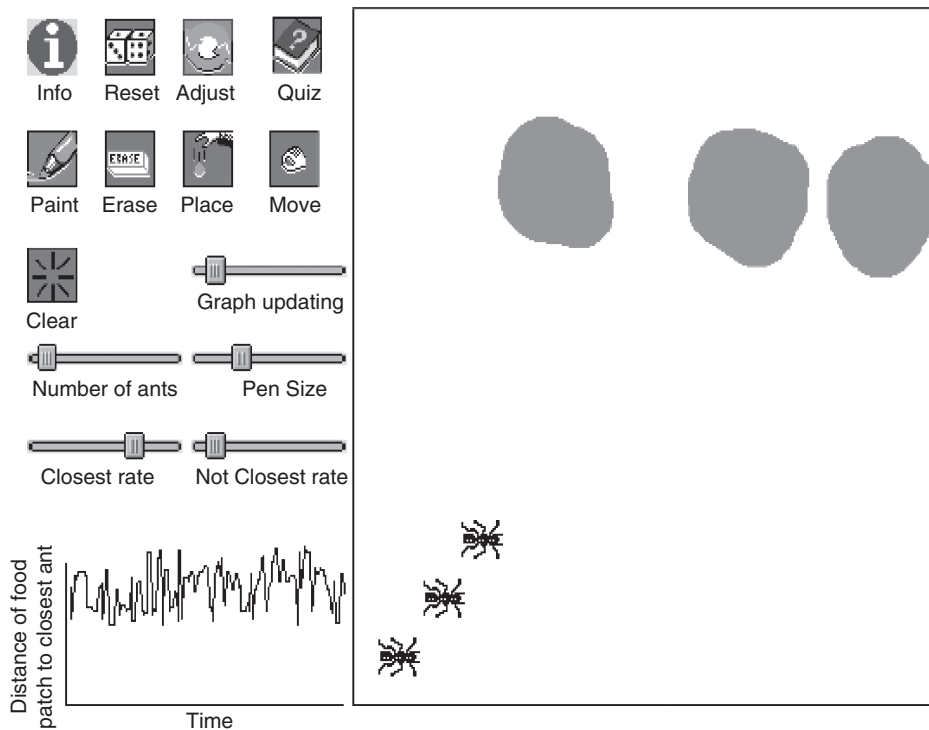 Info Reset Adjust Quiz
ERASE
Paint Erase Place Move
Clear
Graph updating
Number of ants Pen Size
Closest rate Not Closest rate
Distance of food
patch to closest ant
Time